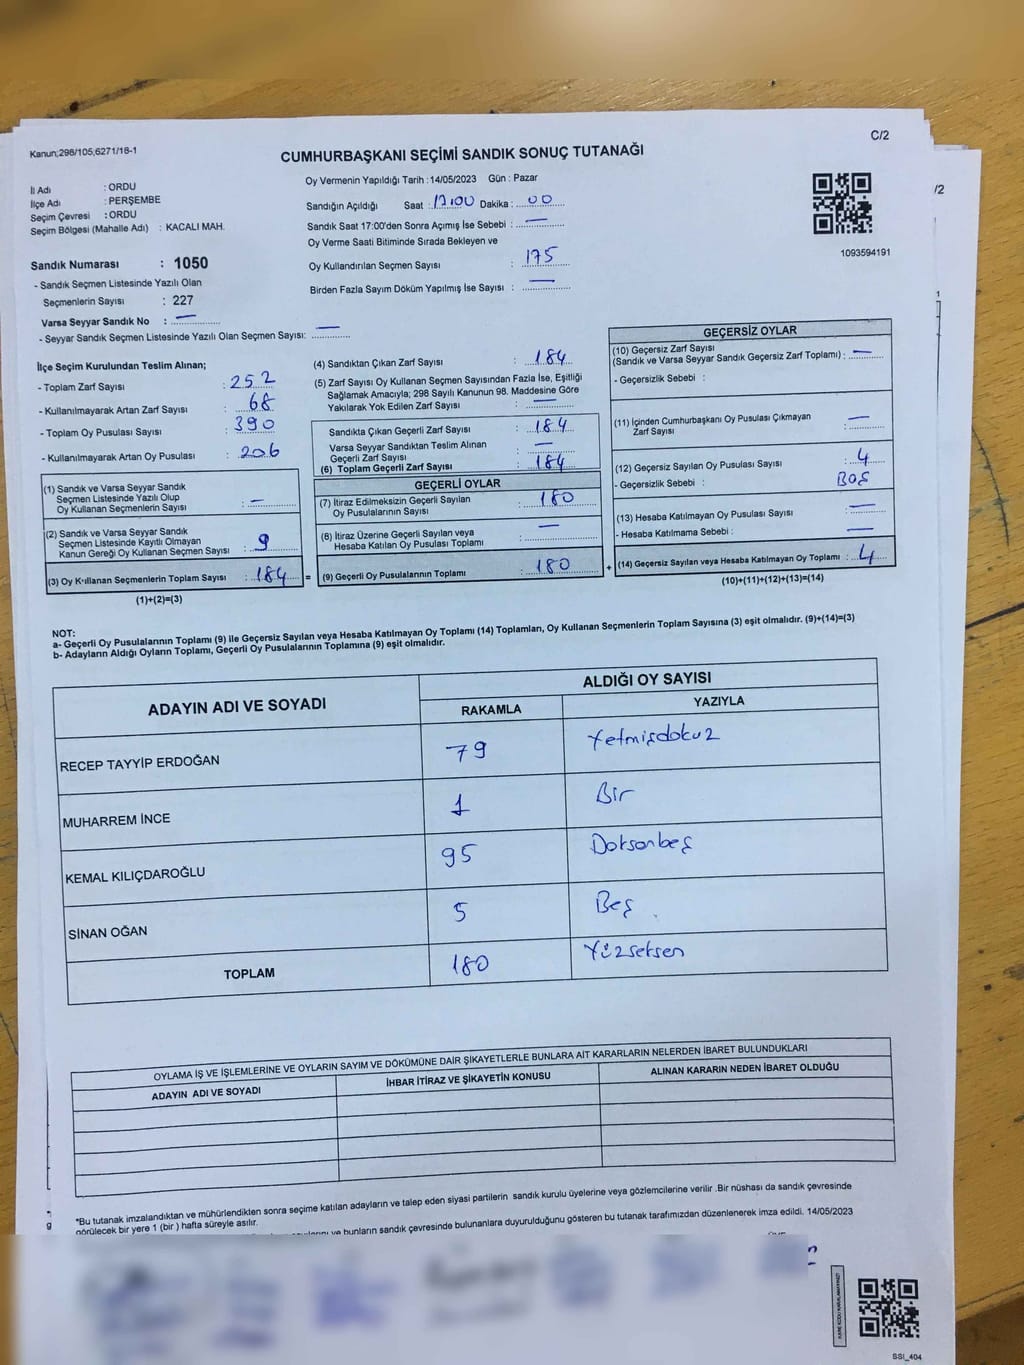 Kanun;298/105,6271/18-1
C/2
CUMHURBAŞKANI SEÇİMİ SANDIK SONUÇ TUTANAĞI
İl Adı : ORDU
İlçe Adı : PERŞEMBE
Seçim Çevresi : ORDU
Seçim Bölgesi (Mahalle Adı) : KACALI MAH.
Sandık Numarası : 1050
- Sandık Seçmen Listesinde Yazılı Olan
Seçmenlerin Sayısı : 227
Varsa Seyyar Sandık No : —
- Seyyar Sandık Seçmen Listesinde Yazılı Olan Seçmen Sayısı: —
Oy Vermenin Yapıldığı Tarih : 14/05/2023 Gün : Pazar
Sandığın Açıldığı Saat : 17:00 Dakika : 00
Sandık Saat 17:00'den Sonra Açımış İse Sebebi : —
Oy Verme Saati Bitiminde Sırada Bekleyen ve
Oy Kullandırılan Seçmen Sayısı : 175
Birden Fazla Sayım Döküm Yapılmış İse Sayısı : —
1093594191
/2
1
İlçe Seçim Kurulundan Teslim Alınan;
- Toplam Zarf Sayısı : 252
- Kullanılmayarak Artan Zarf Sayısı : 68
- Toplam Oy Pusulası Sayısı : 390
- Kullanılmayarak Artan Oy Pusulası : 206
(1) Sandık ve Varsa Seyyar Sandık
Seçmen Listesinde Yazılı Olup
Oy Kullanan Seçmenlerin Sayısı : —
(2) Sandık ve Varsa Seyyar Sandık
Seçmen Listesinde Kayıtlı Olmayan
Kanun Gereği Oy Kullanan Seçmen Sayısı : 9
(3) Oy Kullanan Seçmenlerin Toplam Sayısı : 184 =
(1)+(2)=(3)
(4) Sandıktan Çıkan Zarf Sayısı : 184
(5) Zarf Sayısı Oy Kullanan Seçmen Sayısından Fazla İse, Eşitliği
Sağlamak Amacıyla; 298 Sayılı Kanunun 98. Maddesine Göre
Yakılarak Yok Edilen Zarf Sayısı : —
Sandıkta Çıkan Geçerli Zarf Sayısı : 184
Varsa Seyyar Sandıktan Teslim Alınan
Geçerli Zarf Sayısı : —
(6) Toplam Geçerli Zarf Sayısı : 184
GEÇERLİ OYLAR
(7) İtiraz Edilmeksizin Geçerli Sayılan
Oy Pusulalarının Sayısı : 180
(8) İtiraz Üzerine Geçerli Sayılan veya
Hesaba Katılan Oy Pusulası Toplamı : —
(9) Geçerli Oy Pusulalarının Toplamı : 180 +
GEÇERSİZ OYLAR
(10) Geçersiz Zarf Sayısı
(Sandık ve Varsa Seyyar Sandık Geçersiz Zarf Toplamı) : —
- Geçersizlik Sebebi :
(11) İçinden Cumhurbaşkanı Oy Pusulası Çıkmayan
Zarf Sayısı : —
(12) Geçersiz Sayılan Oy Pusulası Sayısı : 4
- Geçersizlik Sebebi : BOŞ
(13) Hesaba Katılmayan Oy Pusulası Sayısı : —
- Hesaba Katılmama Sebebi : —
(14) Geçersiz Sayılan veya Hesaba Katılmayan Oy Toplamı : 4
(10)+(11)+(12)+(13)=(14)
NOT:
a- Geçerli Oy Pusulalarının Toplamı (9) ile Geçersiz Sayılan veya Hesaba Katılmayan Oy Toplamı (14) Toplamları, Oy Kullanan Seçmenlerin Toplam Sayısına (3) eşit olmalıdır. (9)+(14)=(3)
b- Adayların Aldığı Oyların Toplamı, Geçerli Oy Pusulalarının Toplamına (9) eşit olmalıdır.
ADAYIN ADI VE SOYADI ALDIĞI OY SAYISI
RAKAMLA YAZIYLA
RECEP TAYYİP ERDOĞAN 79 Yetmişdokuz
MUHARREM İNCE 1 Bir
KEMAL KILIÇDAROĞLU 95 Doksanbeş
SİNAN OĞAN 5 Beş
TOPLAM 180 Yüzseksen
OYLAMA İŞ VE İŞLEMLERİNE VE OYLARIN SAYIM VE DÖKÜMÜNE DAİR ŞİKAYETLERLE BUNLARA AİT KARARLARIN NELERDEN İBARET BULUNDUKLARI
ADAYIN ADI VE SOYADI İHBAR İTİRAZ VE ŞİKAYETİN KONUSU ALINAN KARARIN NEDEN İBARET OLDUĞU
*Bu tutanak imzalandıktan ve mühürlendikten sonra seçime katılan adayların ve talep eden siyasi partilerin sandık kurulu üyelerine veya gözlemcilerine verilir .Bir nüshası da sandık çevresinde
görülecek bir yere 1 (bir ) hafta süreyle asılır.
ve bunların sandık çevresinde bulunanlara duyurulduğunu gösteren bu tutanak tarafımızdan düzenlenerek imza edildi. 14/05/2023
SSI_404